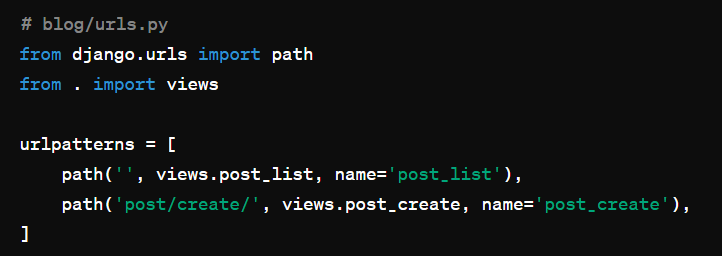 # blog/urls.py
from django.urls import path
from . import views

urlpatterns = [
    path('', views.post_list, name='post_list'),
    path('post/create/', views.post_create, name='post_create'),
]